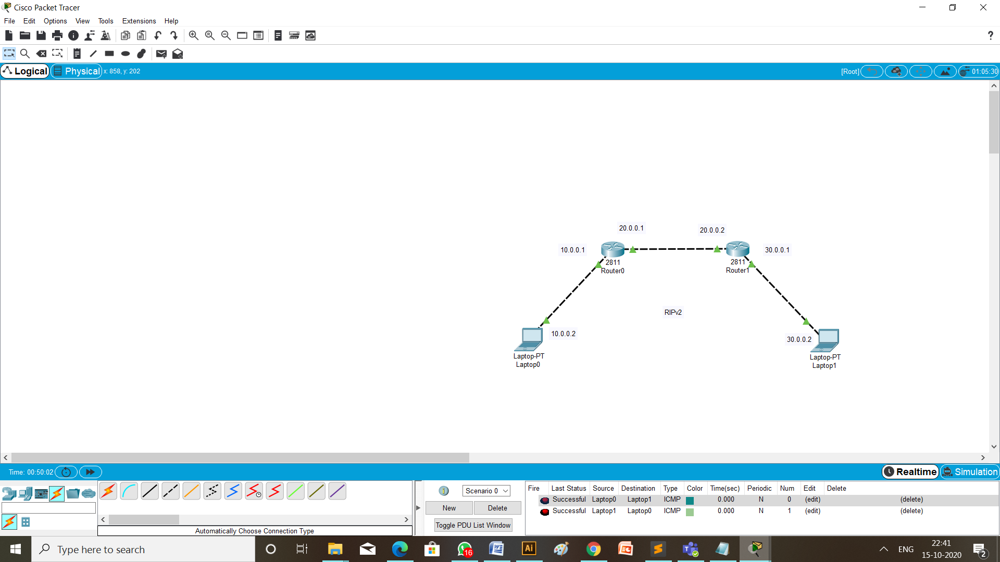 Cisco Packet Tracer
File Edit Options View Tools Extensions Help
?
Logical Physical x: 858, y: 202 [Root] 01:05:30
20.0.0.1 20.0.0.2
10.0.0.1 30.0.0.1
2811 2811
Router0 Router1
RIPv2
10.0.0.2 30.0.0.2
Laptop-PT Laptop-PT
Laptop0 Laptop1
Time: 00:50:02 Realtime Simulation
Scenario 0
New Delete
Toggle PDU List Window
Automatically Choose Connection Type
Fire Last Status Source Destination Type Color Time(sec) Periodic Num Edit Delete
Successful Laptop0 Laptop1 ICMP 0.000 N 0 (edit) (delete)
Successful Laptop1 Laptop0 ICMP 0.000 N 1 (edit) (delete)
Type here to search
16
Ai
ENG
22:41
15-10-2020
2